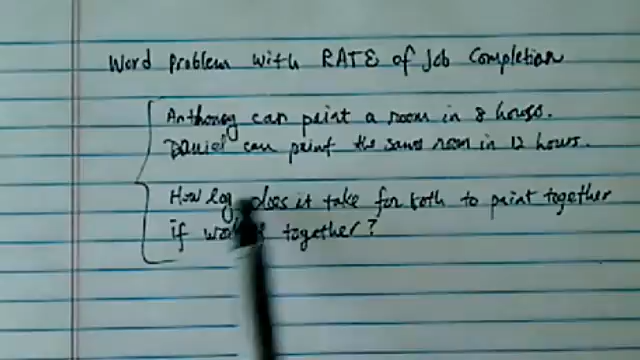 Word Problem with RATE of Job Completion
Anthony can paint a room in 8 hours.
Daniel can paint the same room in 12 hours.
How log does it take for both to paint together
if together?